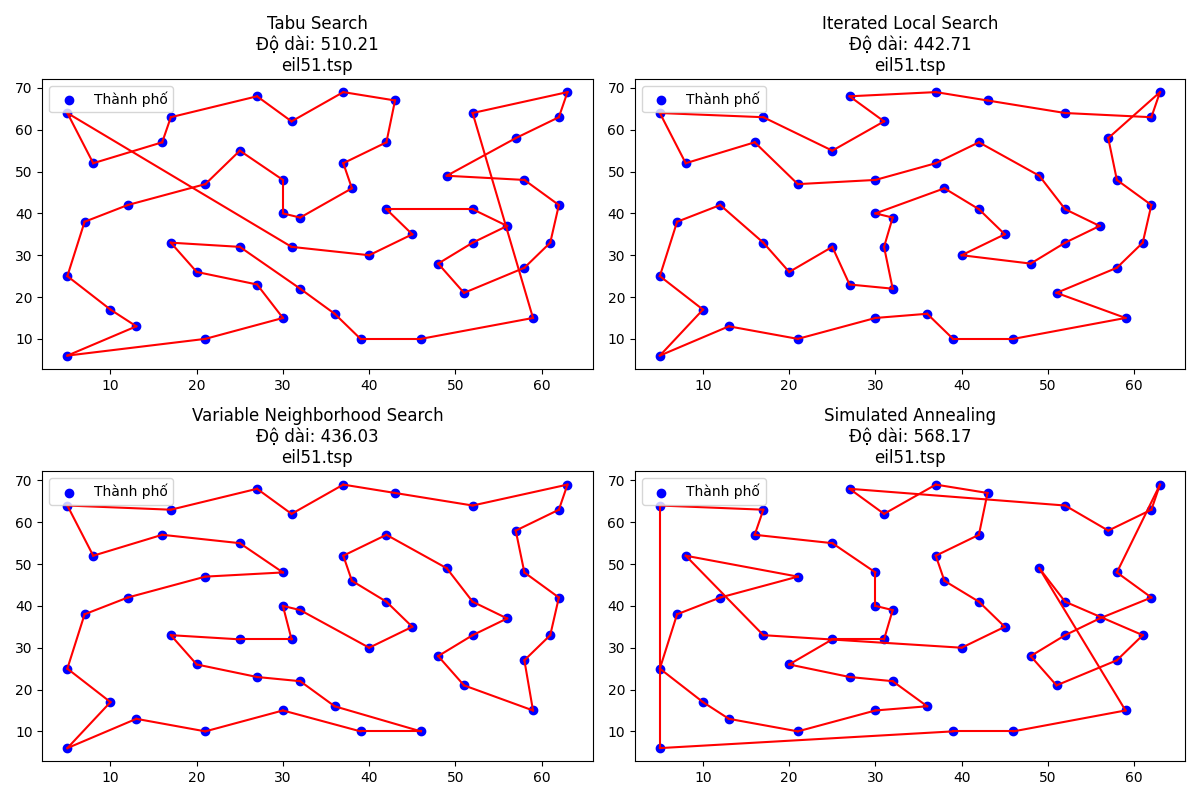 Tabu Search
Độ dài: 510.21
eil51.tsp
Thành phố
70
60
50
40
30
20
10
10 20 30 40 50 60
Iterated Local Search
Độ dài: 442.71
eil51.tsp
Thành phố
70
60
50
40
30
20
10
10 20 30 40 50 60
Variable Neighborhood Search
Độ dài: 436.03
eil51.tsp
Thành phố
70
60
50
40
30
20
10
10 20 30 40 50 60
Simulated Annealing
Độ dài: 568.17
eil51.tsp
Thành phố
70
60
50
40
30
20
10
10 20 30 40 50 60